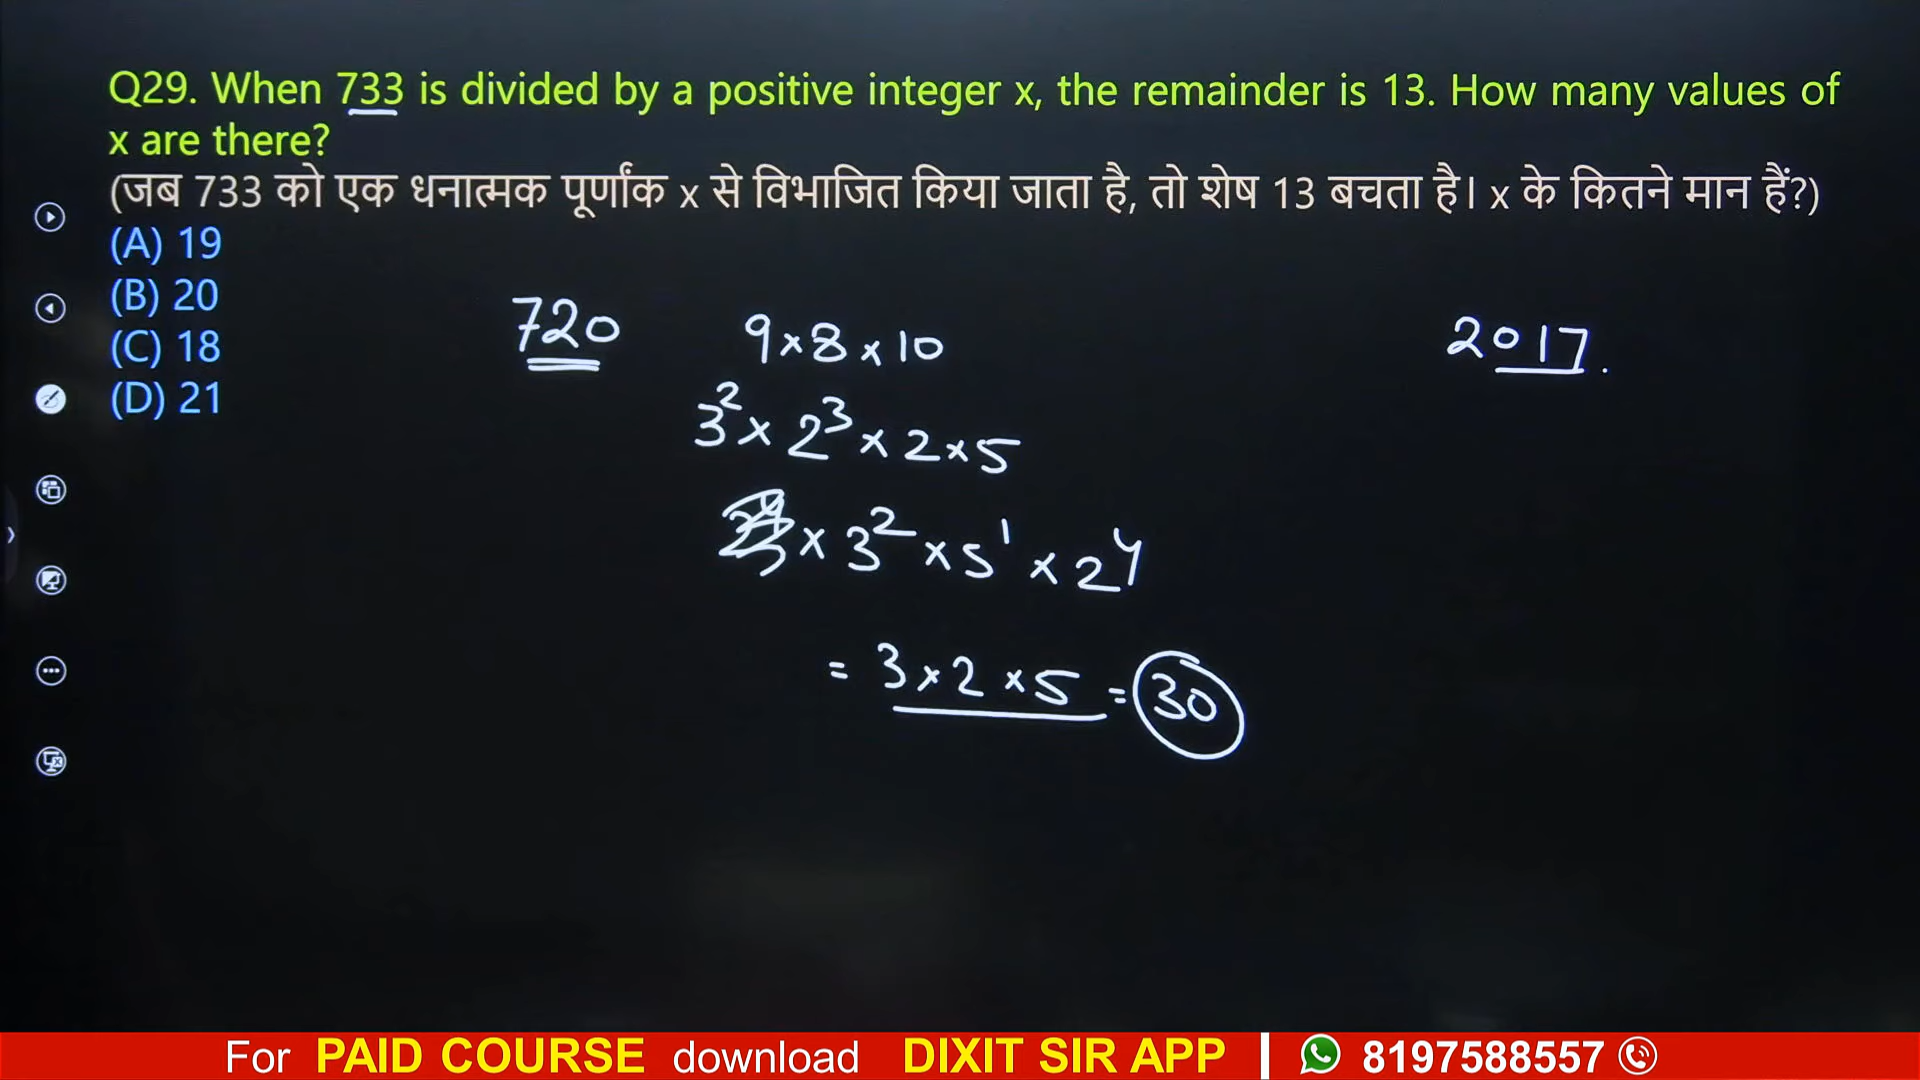 Q29. When 733 is divided by a positive integer x, the remainder is 13. How many values of
x are there?
(जब 733 को एक धनात्मक पूर्णांक x से विभाजित किया जाता है, तो शेष 13 बचता है। x के कितने मान हैं?)
(A) 19
(B) 20
(C) 18
(D) 21
720
9×8×10
2017.
3²×2³×2×5
×3²×5¹×2⁴
= 3×2×5=30
For PAID COURSE download DIXIT SIR APP | 8197588557